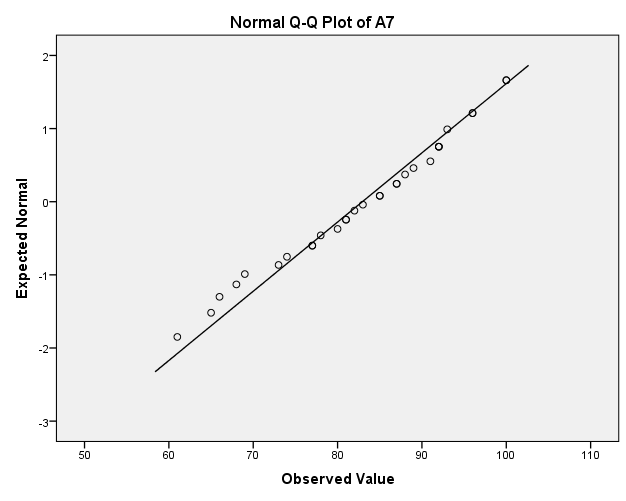 Normal Q-Q Plot of A7
2
1
0
-1
-2
-3
Expected Normal
50 60 70 80 90 100 110
Observed Value